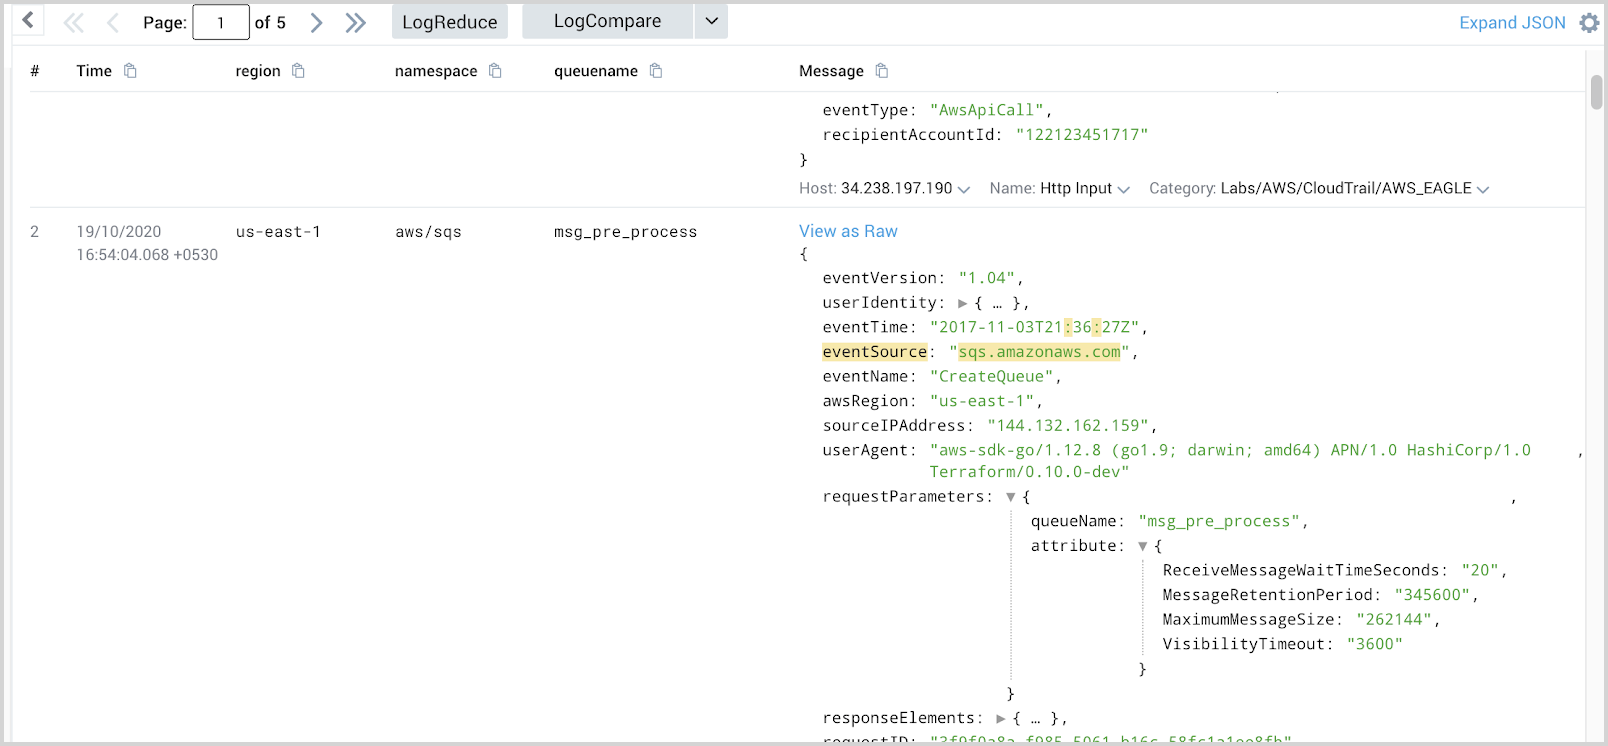 Page: 1 of 5 LogReduce LogCompare Expand JSON
# Time region namespace queuename Message
eventType: "AwsApiCall",
recipientAccountId: "122123451717"
}
Host: 34.238.197.190 Name: Http Input Category: Labs/AWS/CloudTrail/AWS_EAGLE
2 19/10/2020 us-east-1 aws/sqs msg_pre_process View as Raw
16:54:04.068 +0530 {
eventVersion: "1.04",
userIdentity: ▶ { … },
eventTime: "2017-11-03T21:36:27Z",
eventSource: "sqs.amazonaws.com",
eventName: "CreateQueue",
awsRegion: "us-east-1",
sourceIPAddress: "144.132.162.159",
userAgent: "aws-sdk-go/1.12.8 (go1.9; darwin; amd64) APN/1.0 HashiCorp/1.0 ,
Terraform/0.10.0-dev"
requestParameters: ▼ { ,
queueName: "msg_pre_process",
attribute: ▼ {
ReceiveMessageWaitTimeSeconds: "20",
MessageRetentionPeriod: "345600",
MaximumMessageSize: "262144",
VisibilityTimeout: "3600"
}
}
responseElements: ▶ { … },
requestID: